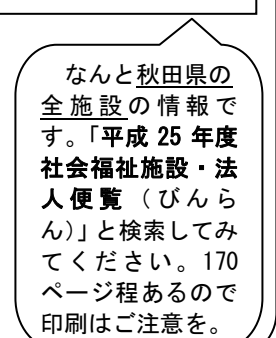 なんと秋田県の
全施設の情報で
す。「平成 25 年度
社会福祉施設・法
人便覧（びんら
ん）」と検索してみ
てください。170
ページ程あるので
印刷はご注意を。